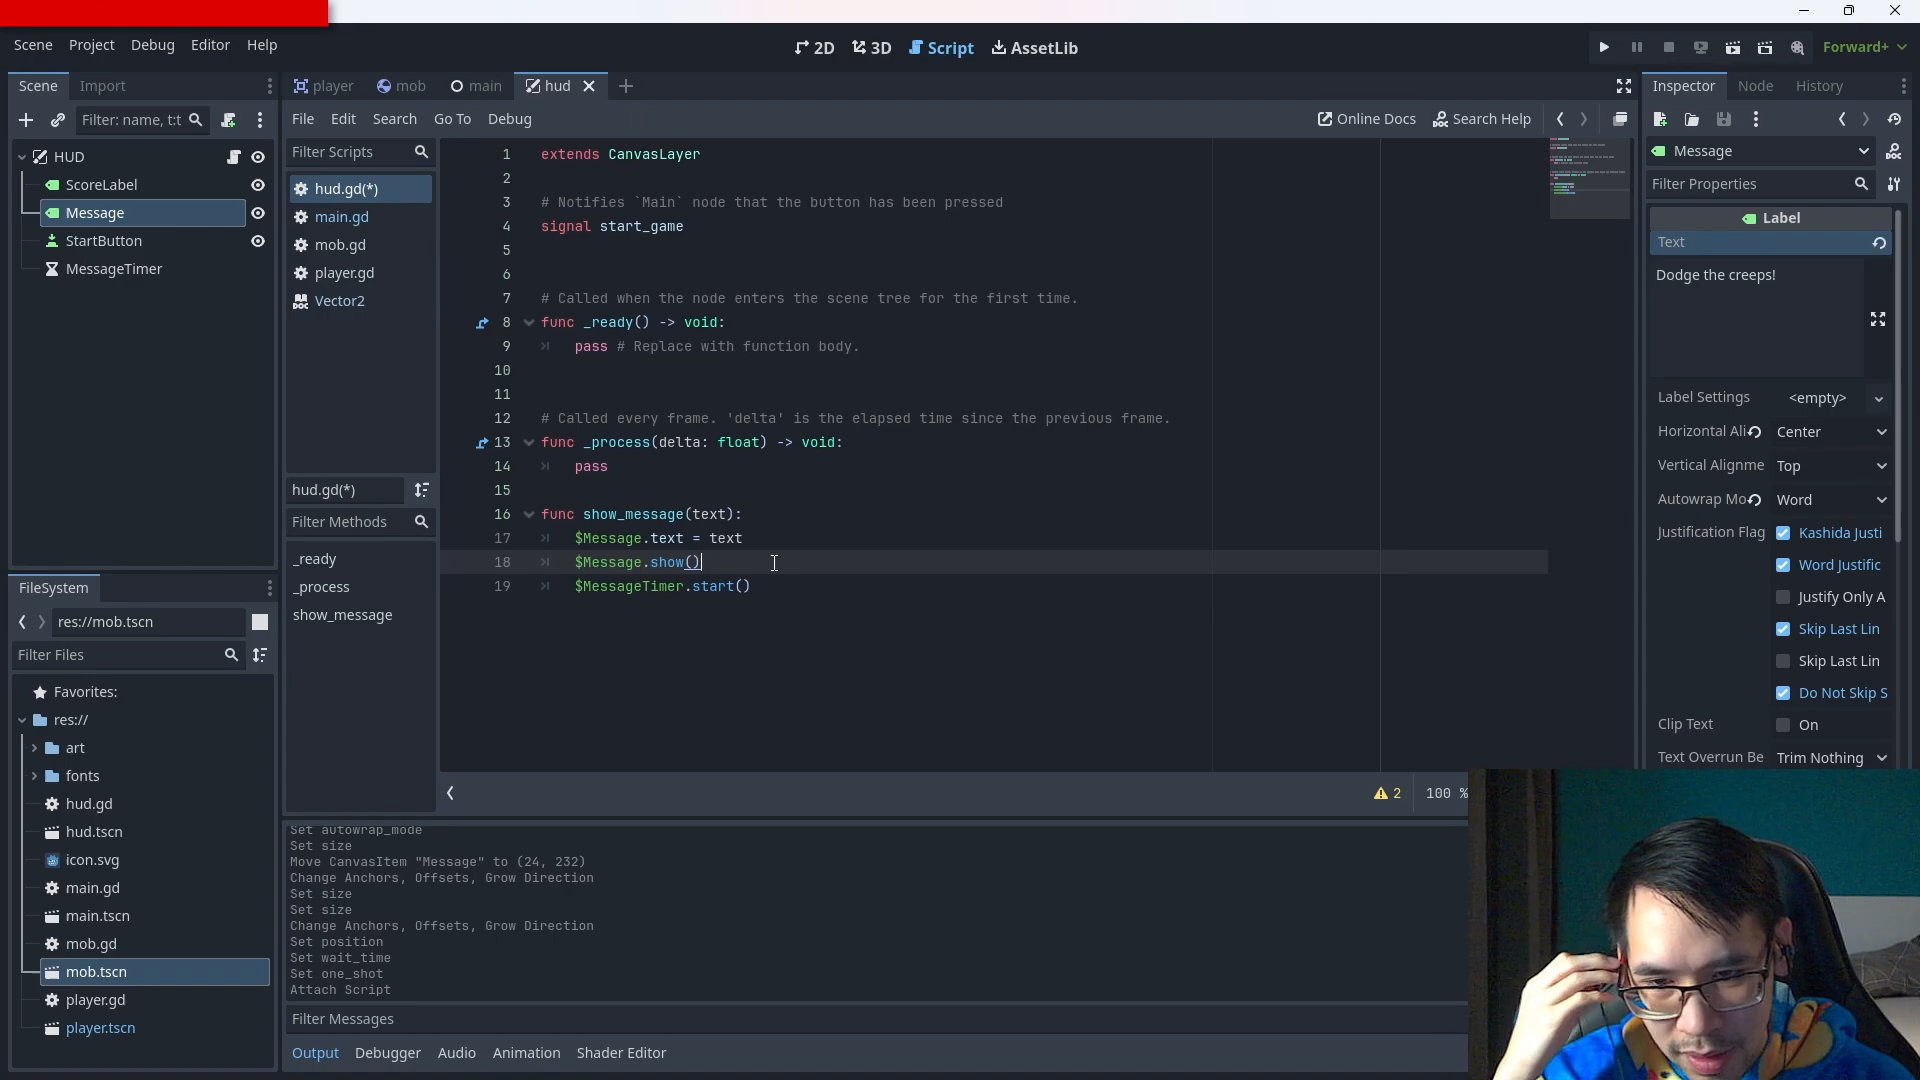 Scene Project Debug Editor Help
2D 3D Script AssetLib
Forward+
Scene Import
Filter: name, t:t
HUD
ScoreLabel
Message
StartButton
MessageTimer
FileSystem
res://mob.tscn
Filter Files
Favorites:
res://
art
fonts
hud.gd
hud.tscn
icon.svg
main.gd
main.tscn
mob.gd
mob.tscn
player.gd
player.tscn
player mob main hud
File Edit Search Go To Debug
Online Docs Search Help
Filter Scripts
hud.gd(*)
main.gd
mob.gd
player.gd
Vector2
hud.gd(*)
Filter Methods
_ready
_process
show_message
1 extends CanvasLayer
2
3 # Notifies `Main` node that the button has been pressed
4 signal start_game
5
6
7 # Called when the node enters the scene tree for the first time.
8 func _ready() -> void:
9 pass # Replace with function body.
10
11
12 # Called every frame. 'delta' is the elapsed time since the previous frame.
13 func _process(delta: float) -> void:
14 pass
15
16 func show_message(text):
17 $Message.text = text
18 $Message.show()
19 $MessageTimer.start()
2 100 %
Set autowrap_mode
Set size
Move CanvasItem "Message" to (24, 232)
Change Anchors, Offsets, Grow Direction
Set size
Set size
Change Anchors, Offsets, Grow Direction
Set position
Set wait_time
Set one_shot
Attach Script
Filter Messages
Output Debugger Audio Animation Shader Editor
Inspector Node History
Message
Filter Properties
Label
Text
Dodge the creeps!
Label Settings <empty>
Horizontal Ali Center
Vertical Alignme Top
Autowrap Mo Word
Justification Flag Kashida Justi
Word Justific
Justify Only A
Skip Last Lin
Skip Last Lin
Do Not Skip S
Clip Text On
Text Overrun Be Trim Nothing